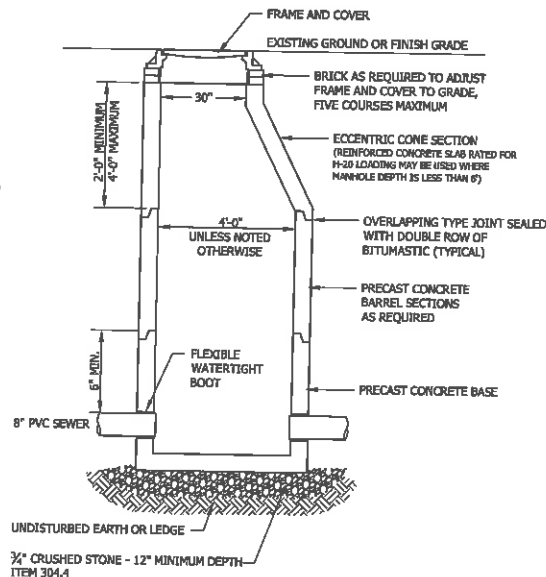 FRAME AND COVER
EXISTING GROUND OR FINISH GRADE
BRICK AS REQUIRED TO ADJUST
FRAME AND COVER TO GRADE,
FIVE COURSES MAXIMUM
30"
2'-0" MINIMUM
4'-0" MAXIMUM
ECCENTRIC CONE SECTION
(REINFORCED CONCRETE SLAB RATED FOR
H-20 LOADING MAY BE USED WHERE
MANHOLE DEPTH IS LESS THAN 6')
4'-0"
UNLESS NOTED
OTHERWISE
OVERLAPPING TYPE JOINT SEALED
WITH DOUBLE ROW OF
BITUMASTIC (TYPICAL)
PRECAST CONCRETE
BARREL SECTIONS
AS REQUIRED
6" MIN.
FLEXIBLE
WATERTIGHT
BOOT
PRECAST CONCRETE BASE
8" PVC SEWER
UNDISTURBED EARTH OR LEDGE
¾" CRUSHED STONE - 12" MINIMUM DEPTH
ITEM 304.4